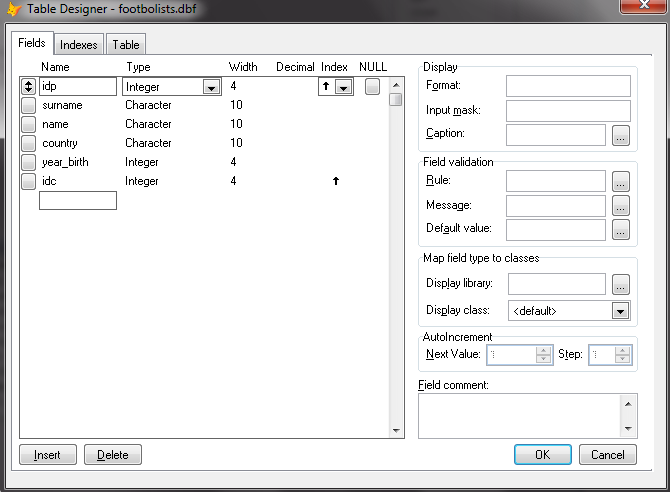 Table Designer - footbolists.dbf
Fields Indexes Table
Name Type Width Decimal Index NULL
idp Integer 4
surname Character 10
name Character 10
country Character 10
year_birth Integer 4
idc Integer 4
Display
Format:
Input mask:
Caption: ...
Field validation
Rule: ...
Message: ...
Default value: ...
Map field type to classes
Display library: ...
Display class: <default>
AutoIncrement
Next Value: 1 Step: 1
Field comment:
Insert Delete OK Cancel